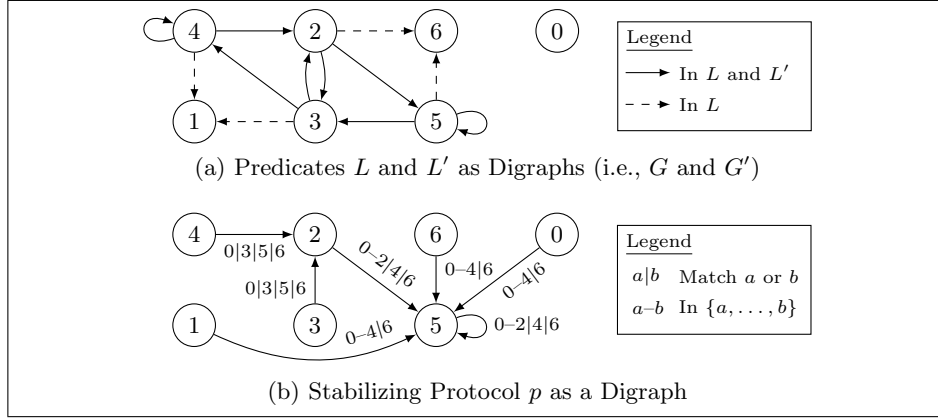 4 2 6 0
1 3 5
Legend
In L and L′
In L
(a) Predicates L and L′ as Digraphs (i.e., G and G′)
4 2 6 0
0|3|5|6
0–2|4|6
0–4|6
0–4|6
0|3|5|6
1 3 5
0–4|6
0–2|4|6
Legend
a|b Match a or b
a–b In {a, . . . , b}
(b) Stabilizing Protocol p as a Digraph